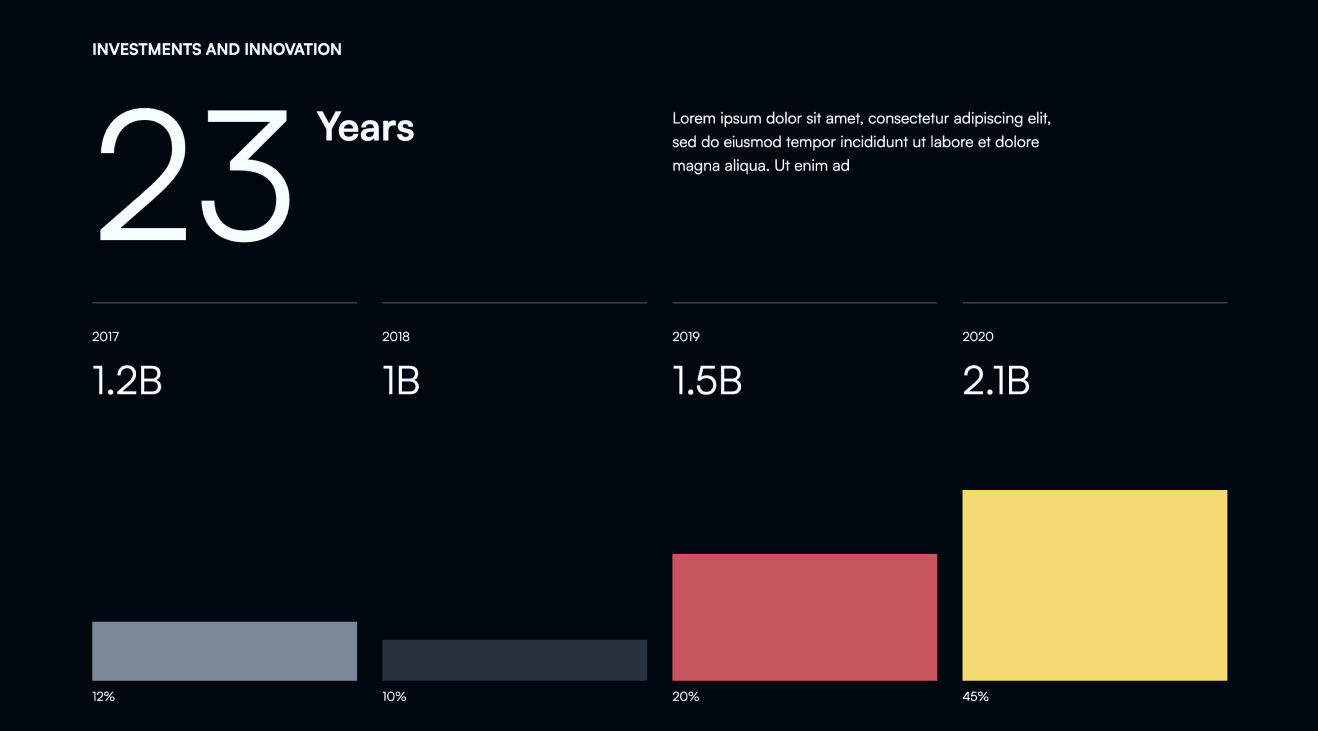 INVESTMENTS AND INNOVATION
23 Years
Lorem ipsum dolor sit amet, consectetur adipiscing elit,
sed do eiusmod tempor incididunt ut labore et dolore
magna aliqua. Ut enim ad
2017
1.2B
2018
1B
2019
1.5B
2020
2.1B
12%
10%
20%
45%